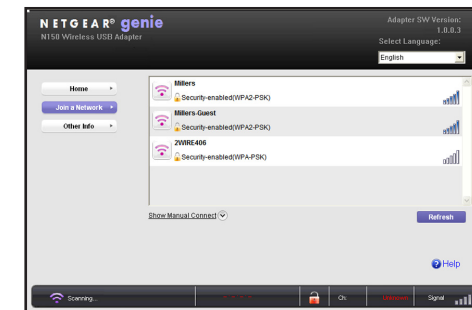 NETGEAR® genie
N150 Wireless USB Adapter
Adapter SW Version:
1.0.0.3
Select Language:
English
Home
Join a Network
Other Info
Millers
Security-enabled(WPA2-PSK)
Millers-Guest
Security-enabled(WPA2-PSK)
2WIRE406
Security-enabled(WPA-PSK)
Show Manual Connect
Refresh
Help
Scanning...
- - - -
Ch:
Unknown
Signal